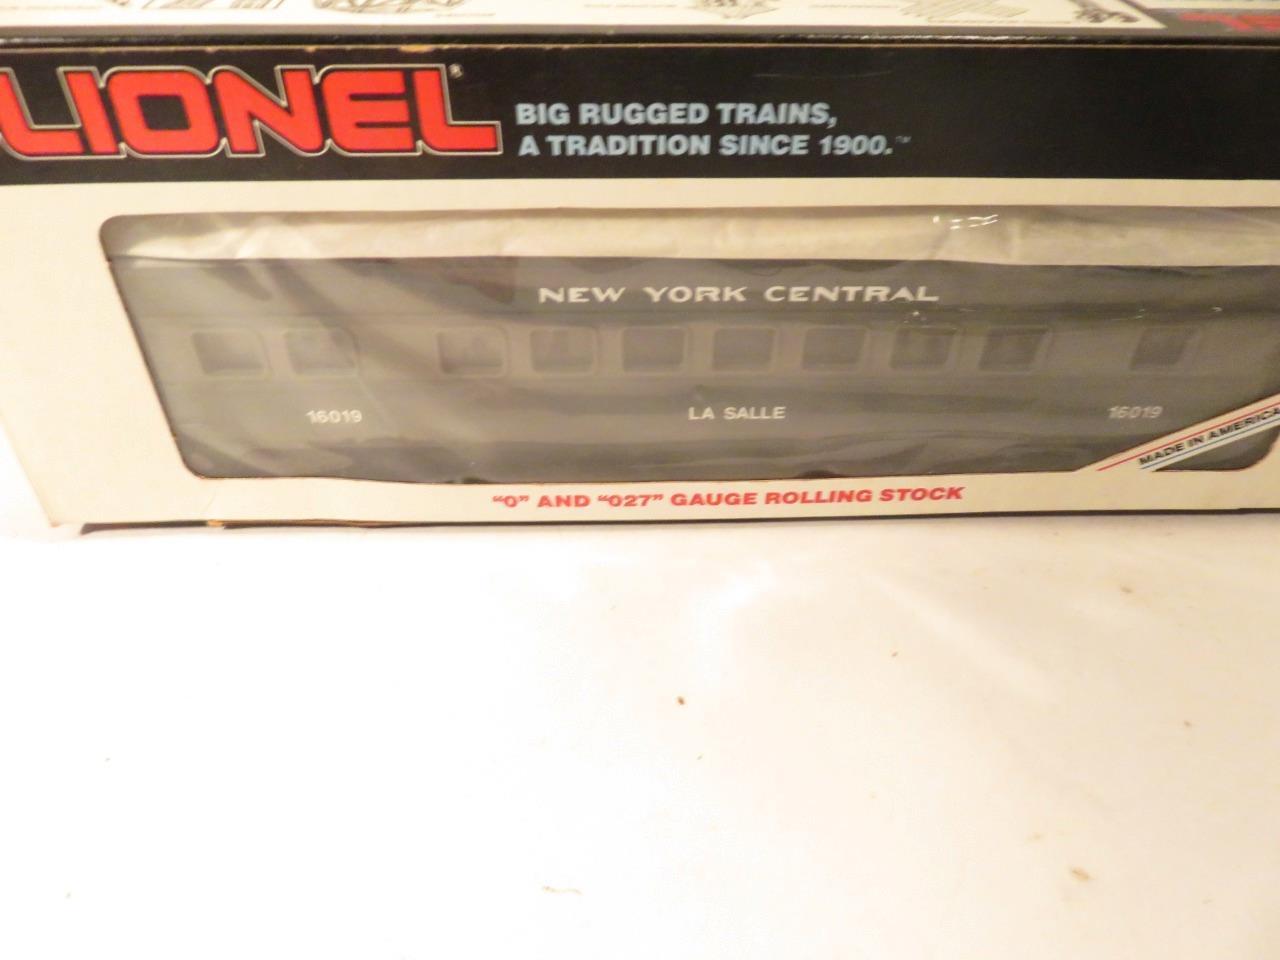 LIONEL®
BIG RUGGED TRAINS,
A TRADITION SINCE 1900.™
NEW YORK CENTRAL
16019
LA SALLE
16019
MADE IN AMERICA
"O" AND "027" GAUGE ROLLING STOCK